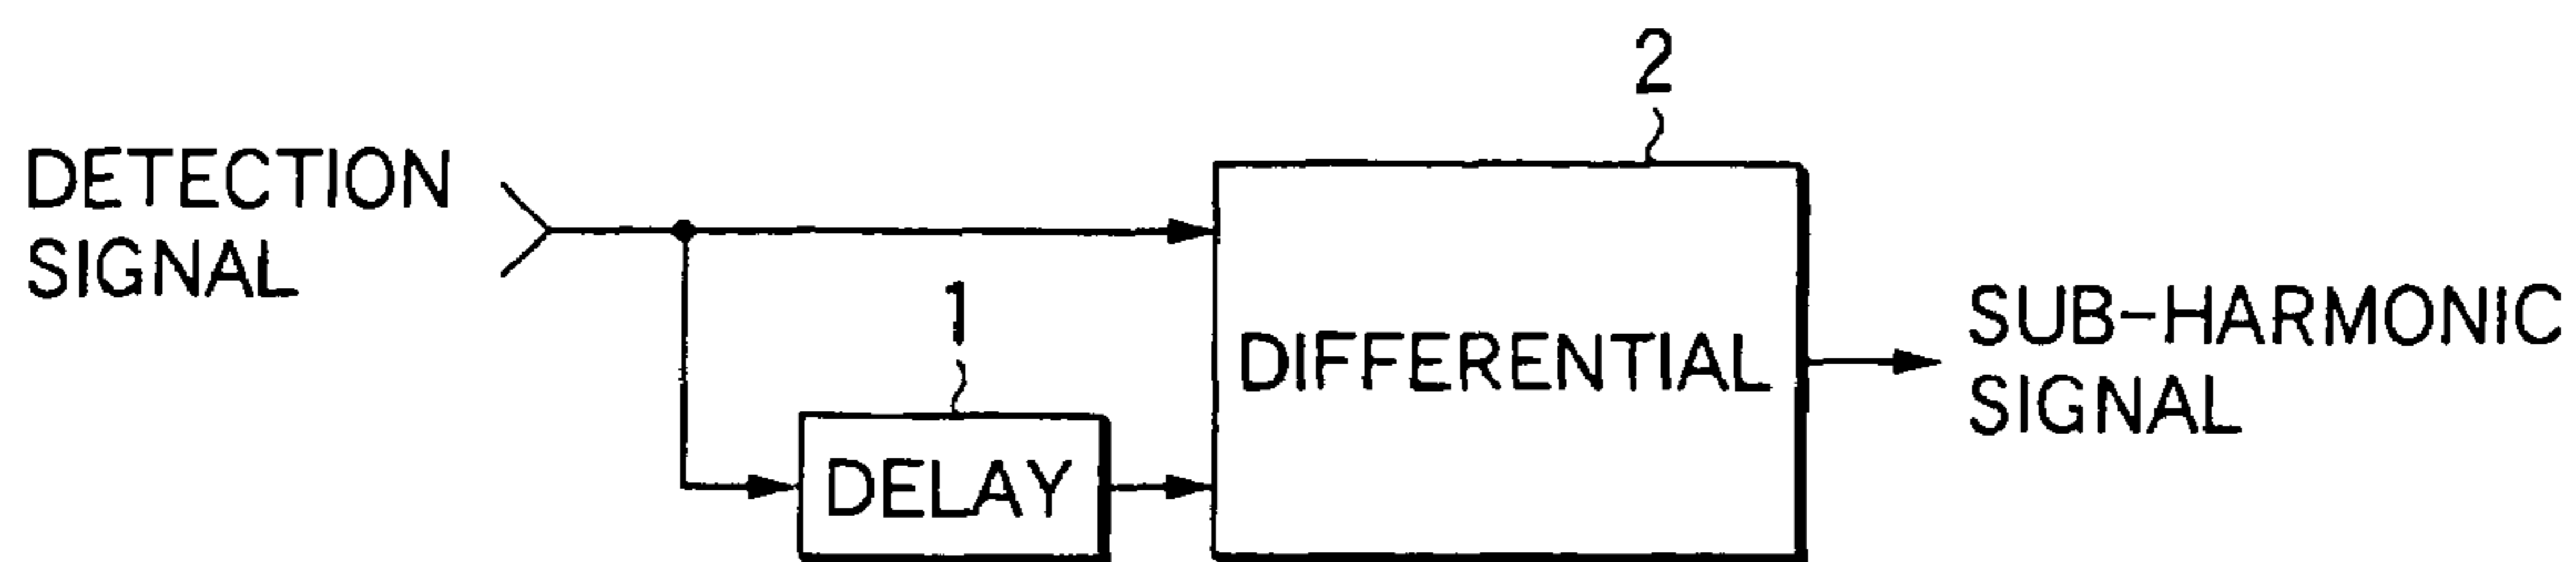 2
DETECTION
SIGNAL
1
SUB-HARMONIC
DIFFERENTIAL
SIGNAL
DELAY